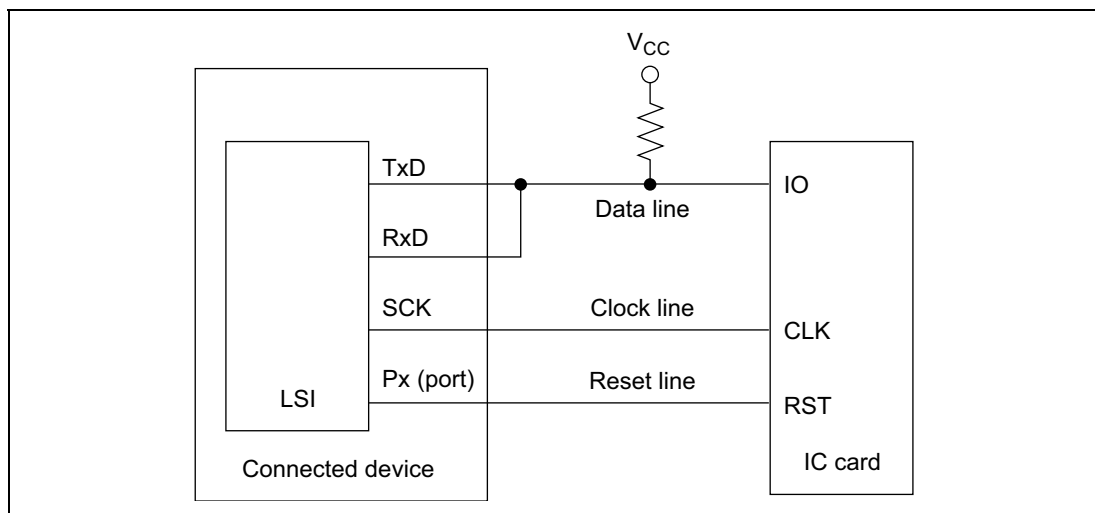 VCC
TxD
IO
Data line
RxD
SCK
Clock line
CLK
Px (port)
Reset line
RST
LSI
IC card
Connected device